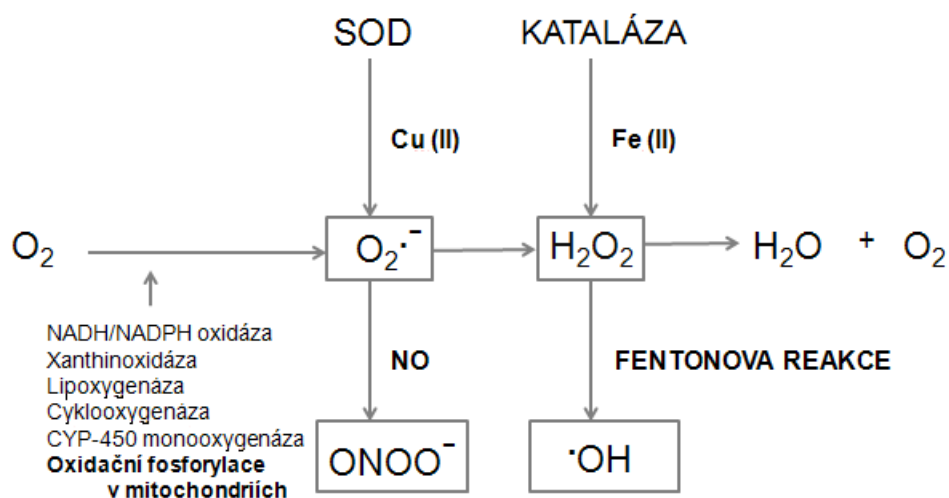 SOD KATALÁZA
Cu (II) Fe (II)
O₂ O₂·⁻ H₂O₂ H₂O + O₂
NADH/NADPH oxidáza
Xanthinoxidáza
Lipoxygenáza
Cyklooxygenáza
CYP-450 monooxygenáza
Oxidační fosforylace
v mitochondriích
NO FENTONOVA REAKCE
ONOO⁻ ·OH